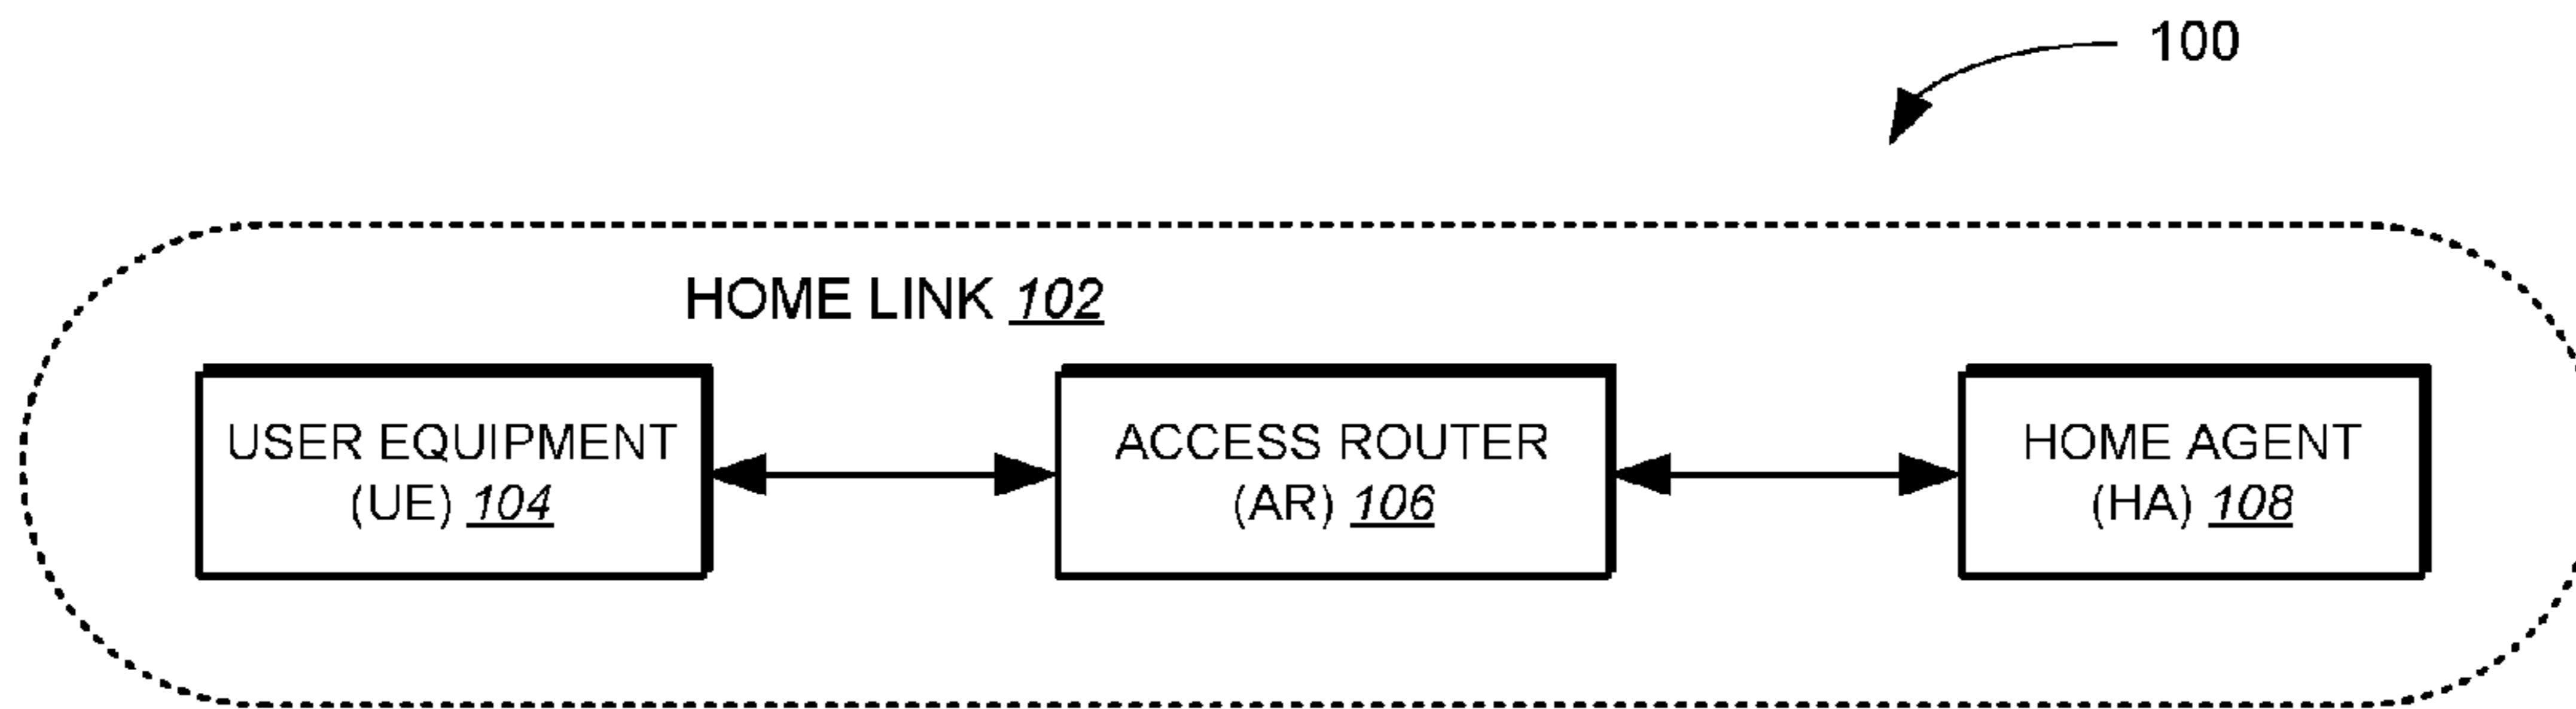 100
HOME LINK 102
USER EQUIPMENT
(UE) 104
ACCESS ROUTER
(AR) 106
HOME AGENT
(HA) 108